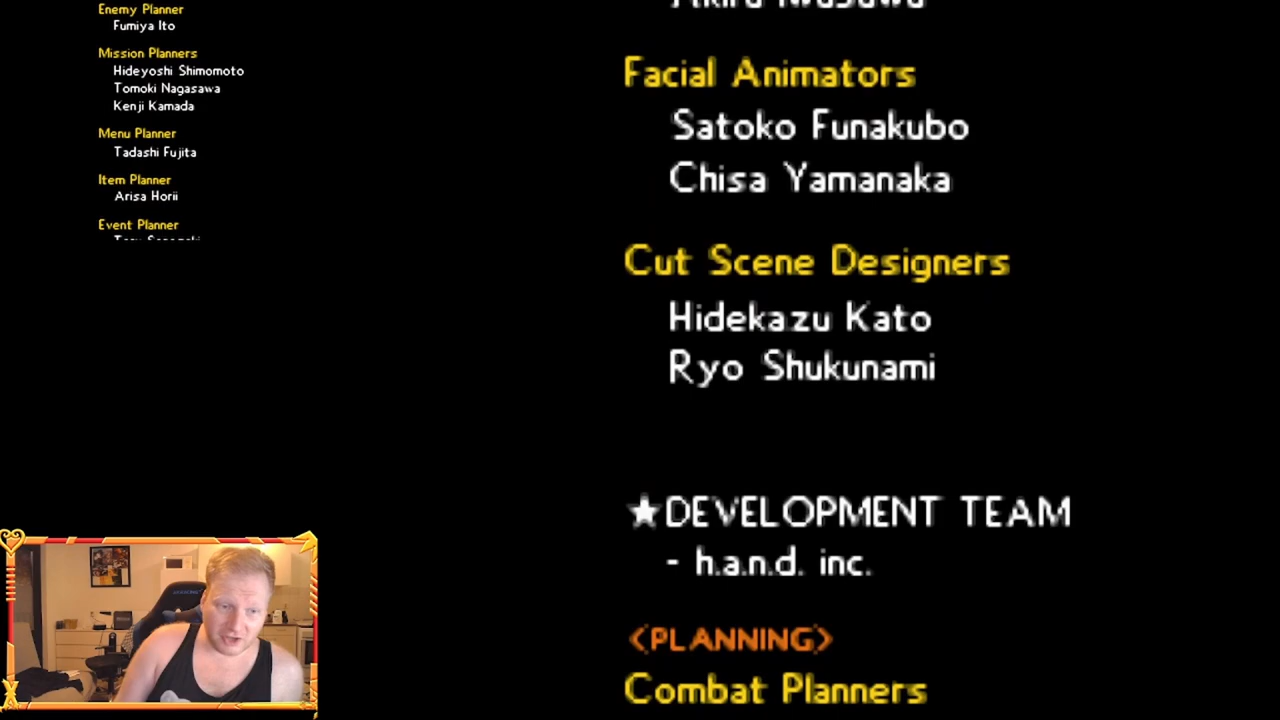 Enemy Planner
Fumiya Ito
Mission Planners
Hideyoshi Shimomoto
Tomoki Nagasawa
Kenji Kamada
Menu Planner
Tadashi Fujita
Item Planner
Arisa Horii
Event Planner
Facial Animators
Satoko Funakubo
Chisa Yamanaka
Cut Scene Designers
Hidekazu Kato
Ryo Shukunami
★DEVELOPMENT TEAM
- h.a.n.d. inc.
<PLANNING>
Combat Planners